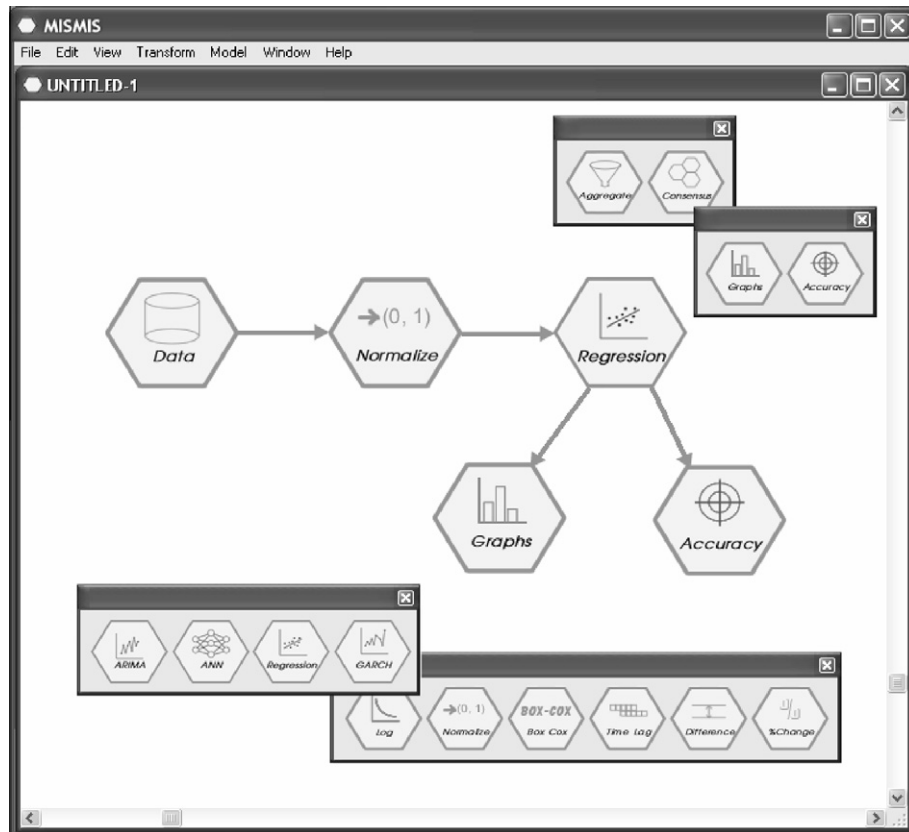 MISMIS
File Edit View Transform Model Window Help
UNTITLED-1
Aggregate Consensus
Graphs Accuracy
Data
→(0, 1)
Normalize
Regression
Graphs
Accuracy
ARIMA ANN Regression GARCH
→(0, 1) BOX-COX
Log Normalize Box Cox Time Lag Difference %Change